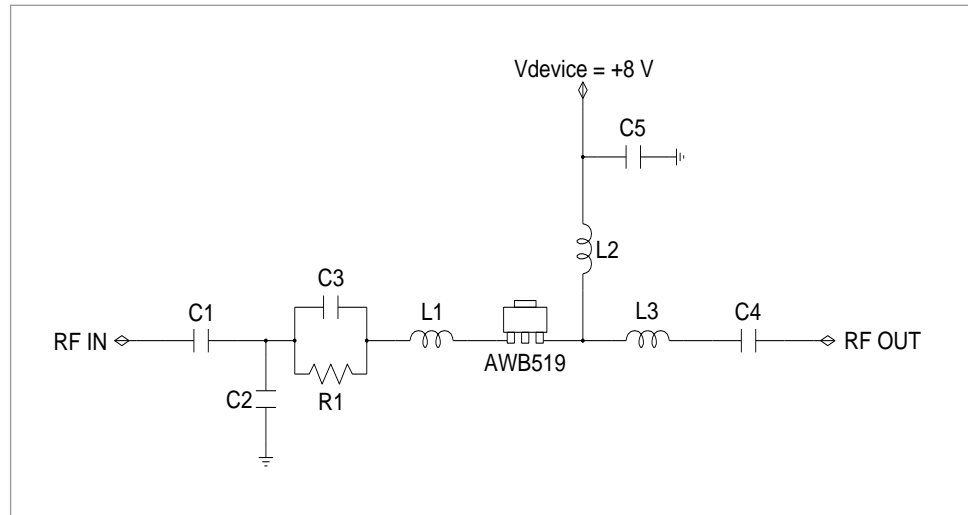 Vdevice = +8 V
C5
L2
C3
C1
L1
L3
C4
RF IN
RF OUT
AWB519
C2
R1